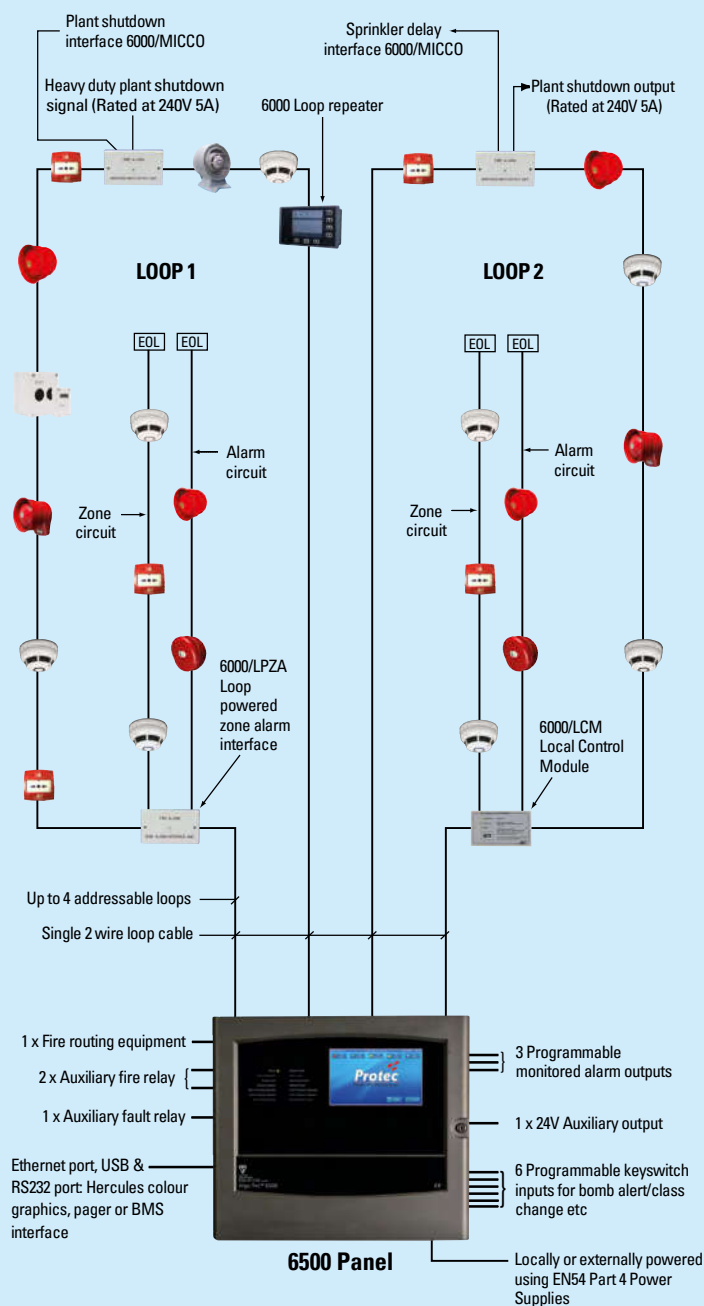 Plant shutdown
interface 6000/MICCO
Heavy duty plant shutdown
signal (Rated at 240V 5A)
6000 Loop repeater
Sprinkler delay
interface 6000/MICCO
Plant shutdown output
(Rated at 240V 5A)
LOOP 1
LOOP 2
EOL
EOL
EOL
EOL
Alarm
circuit
Zone
circuit
Alarm
circuit
Zone
circuit
6000/LPZA
Loop
powered
zone alarm
interface
6000/LCM
Local Control
Module
Up to 4 addressable loops
Single 2 wire loop cable
1 x Fire routing equipment
2 x Auxiliary fire relay
1 x Auxiliary fault relay
Ethernet port, USB &
RS232 port: Hercules colour
graphics, pager or BMS
interface
Protec
3 Programmable
monitored alarm outputs
1 x 24V Auxiliary output
6 Programmable keyswitch
inputs for bomb alert/class
change etc
6500 Panel
Locally or externally powered
using EN54 Part 4 Power
Supplies